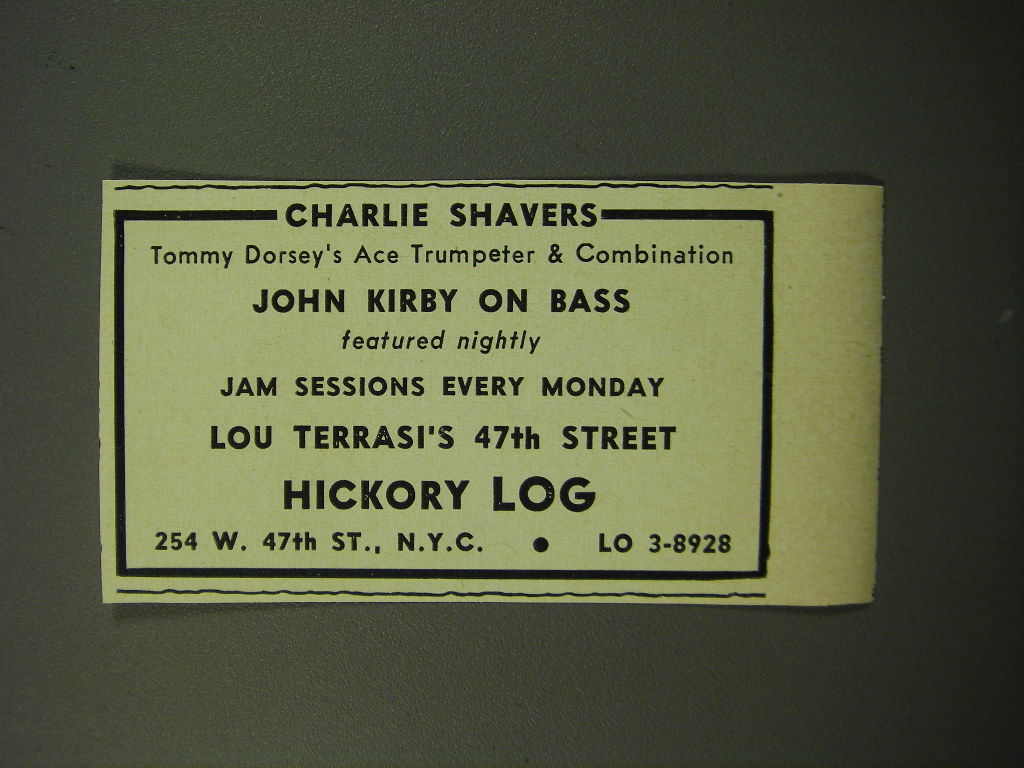 CHARLIE SHAVERS
Tommy Dorsey's Ace Trumpeter & Combination
JOHN KIRBY ON BASS
featured nightly
JAM SESSIONS EVERY MONDAY
LOU TERRASI'S 47th STREET
HICKORY LOG
254 W. 47th ST., N.Y.C. • LO 3-8928